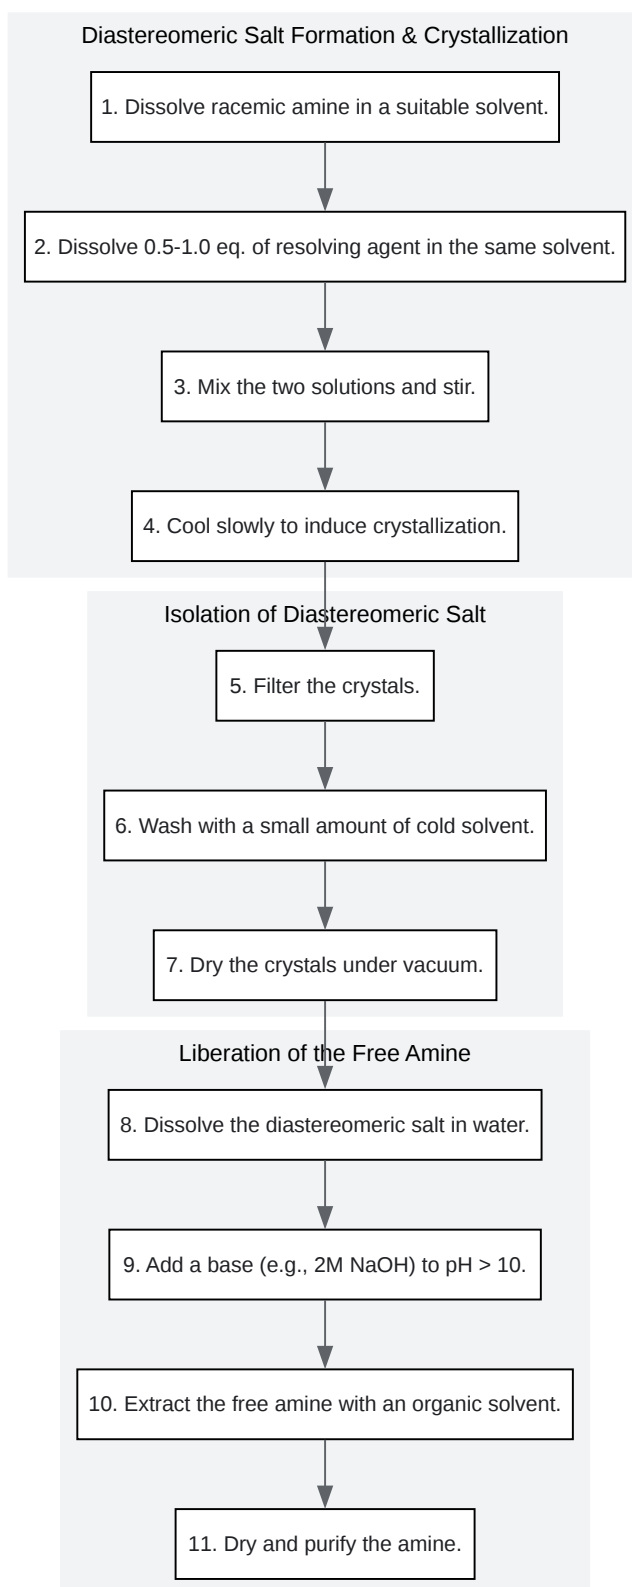 Diastereomeric Salt Formation & Crystallization
1. Dissolve racemic amine in a suitable solvent.
2. Dissolve 0.5-1.0 eq. of resolving agent in the same solvent.
3. Mix the two solutions and stir.
4. Cool slowly to induce crystallization.
Isolation of Diastereomeric Salt
5. Filter the crystals.
6. Wash with a small amount of cold solvent.
7. Dry the crystals under vacuum.
Liberation of the Free Amine
8. Dissolve the diastereomeric salt in water.
9. Add a base (e.g., 2M NaOH) to pH > 10.
10. Extract the free amine with an organic solvent.
11. Dry and purify the amine.